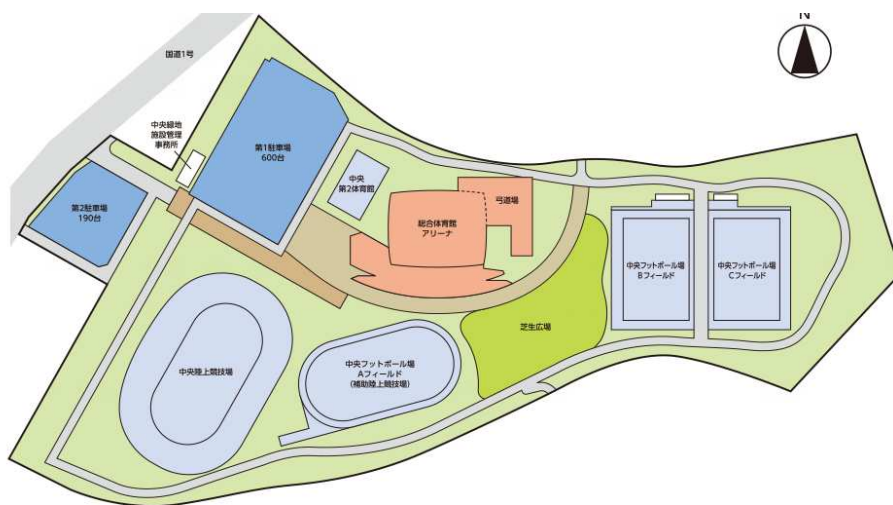 N
国道1号
中央緑地
施設管理
事務所
第1駐車場
600台
第2駐車場
190台
中央
第2体育館
弓道場
総合体育館
アリーナ
中央フットボール場
Bフィールド
中央フットボール場
Cフィールド
芝生広場
中央陸上競技場
中央フットボール場
Aフィールド
(補助陸上競技場)